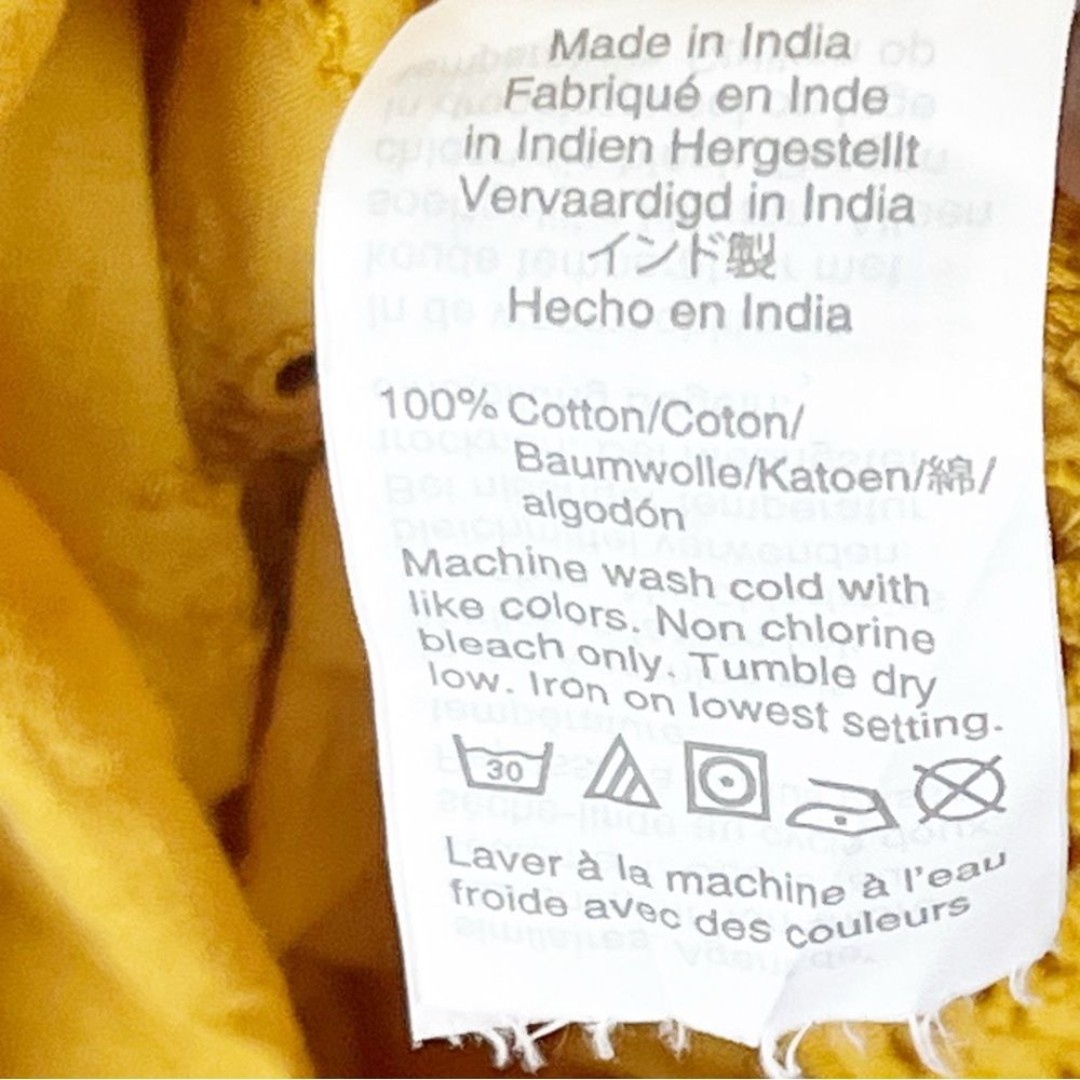 Made in India
Fabriqué en Inde
in Indien Hergestellt
Vervaardigd in India
インド製
Hecho en India
100% Cotton/Coton/
Baumwolle/Katoen/綿/
algodón
Machine wash cold with
like colors. Non chlorine
bleach only. Tumble dry
low. Iron on lowest setting.
30
Laver à la machine à l'eau
froide avec des couleurs